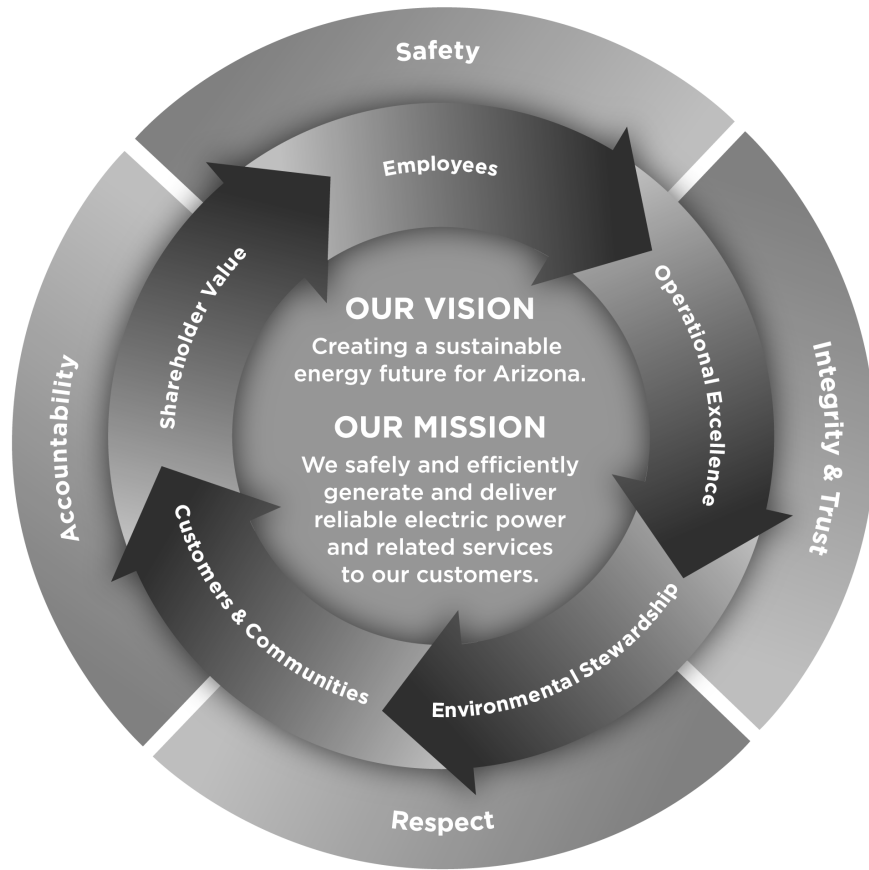 Safety
Employees
Operational Excellence
Integrity & Trust
Environmental Stewardship
Respect
Customers & Communities
Accountability
Shareholder Value
OUR VISION
Creating a sustainable
energy future for Arizona.
OUR MISSION
We safely and efficiently
generate and deliver
reliable electric power
and related services
to our customers.